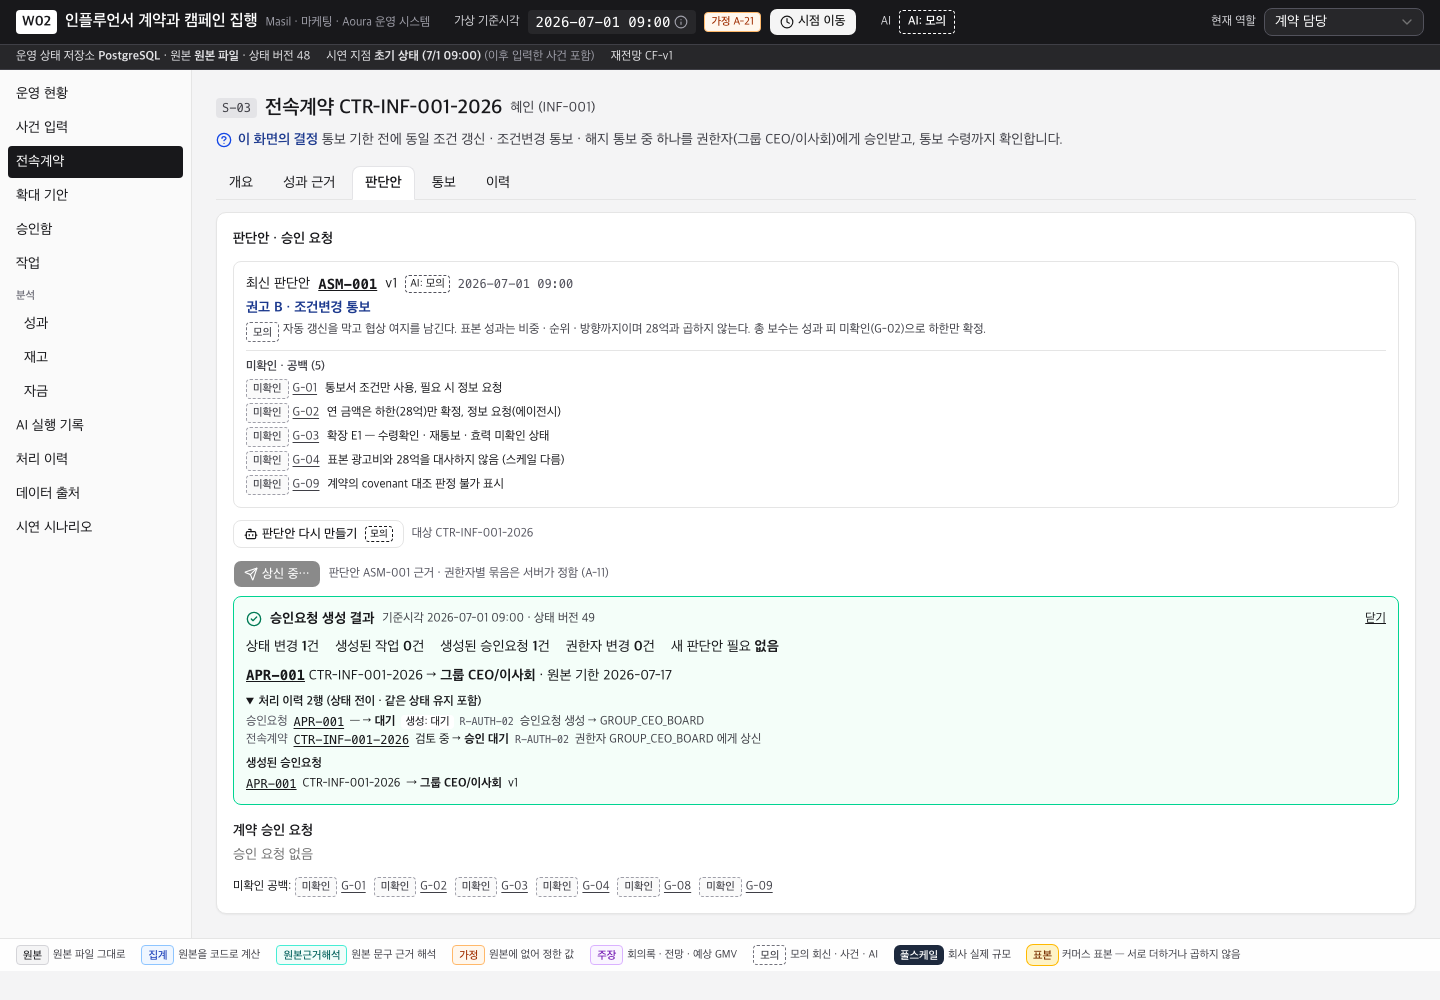 W02 인플루언서 계약과 캠페인 집행 Masil · 마케팅 · Aoura 운영 시스템 가상 기준시각 2026-07-01 09:00 가정 A-21 시점 이동 AI AI: 모의 현재 역할 계약 담당
운영 상태 저장소 PostgreSQL · 원본 원본 파일 · 상태 버전 48 시연 지점 초기 상태 (7/1 09:00) (이후 입력한 사건 포함) 재전망 CF-v1
운영 현황
사건 입력
전속계약
확대 기안
승인함
작업
분석
성과
재고
자금
AI 실행 기록
처리 이력
데이터 출처
시연 시나리오
S-03 전속계약 CTR-INF-001-2026 혜인 (INF-001)
이 화면의 결정 통보 기한 전에 동일 조건 갱신 · 조건변경 통보 · 해지 통보 중 하나를 권한자(그룹 CEO/이사회)에게 승인받고, 통보 수령까지 확인합니다.
개요 성과 근거 판단안 통보 이력
판단안 · 승인 요청
최신 판단안 ASM-001 v1 AI: 모의 2026-07-01 09:00
권고 B · 조건변경 통보
모의 자동 갱신을 막고 협상 여지를 남긴다. 표본 성과는 비중 · 순위 · 방향까지이며 28억과 곱하지 않는다. 총 보수는 성과 피 미확인(G-02)으로 하한만 확정.
미확인 · 공백 (5)
미확인 G-01 통보서 조건만 사용, 필요 시 정보 요청
미확인 G-02 연 금액은 하한(28억)만 확정, 정보 요청(에이전시)
미확인 G-03 확장 E1 — 수령확인 · 재통보 · 효력 미확인 상태
미확인 G-04 표본 광고비와 28억을 대사하지 않음 (스케일 다름)
미확인 G-09 계약의 covenant 대조 판정 불가 표시
판단안 다시 만들기 모의 대상 CTR-INF-001-2026
상신 중… 판단안 ASM-001 근거 · 권한자별 묶음은 서버가 정함 (A-11)
승인요청 생성 결과 기준시각 2026-07-01 09:00 · 상태 버전 49 닫기
상태 변경 1건 생성된 작업 0건 생성된 승인요청 1건 권한자 변경 0건 새 판단안 필요 없음
APR-001 CTR-INF-001-2026 → 그룹 CEO/이사회 · 원본 기한 2026-07-17
▼ 처리 이력 2행 (상태 전이 · 같은 상태 유지 포함)
승인요청 APR-001 — → 대기 생성: 대기 R-AUTH-02 승인요청 생성 → GROUP_CEO_BOARD
전속계약 CTR-INF-001-2026 검토 중 → 승인 대기 R-AUTH-02 권한자 GROUP_CEO_BOARD 에게 상신
생성된 승인요청
APR-001 CTR-INF-001-2026 → 그룹 CEO/이사회 v1
계약 승인 요청
승인 요청 없음
미확인 공백: 미확인 G-01 미확인 G-02 미확인 G-03 미확인 G-04 미확인 G-08 미확인 G-09
원본 원본 파일 그대로 집계 원본을 코드로 계산 원본근거해석 원본 문구 근거 해석 가정 원본에 없어 정한 값 주장 회의록 · 전망 · 예상 GMV 모의 모의 회신 · 사건 · AI 풀스케일 회사 실제 규모 표본 커머스 표본 — 서로 더하거나 곱하지 않음